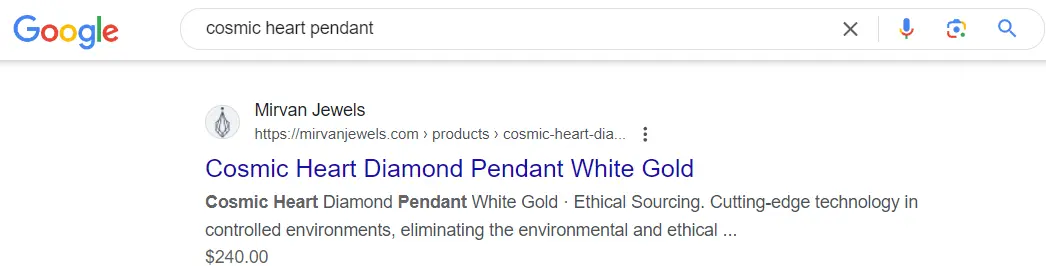 Google
cosmic heart pendant
Mirvan Jewels
https://mirvanjewels.com › products › cosmic-heart-dia...
Cosmic Heart Diamond Pendant White Gold
Cosmic Heart Diamond Pendant White Gold · Ethical Sourcing. Cutting-edge technology in
controlled environments, eliminating the environmental and ethical ...
$240.00